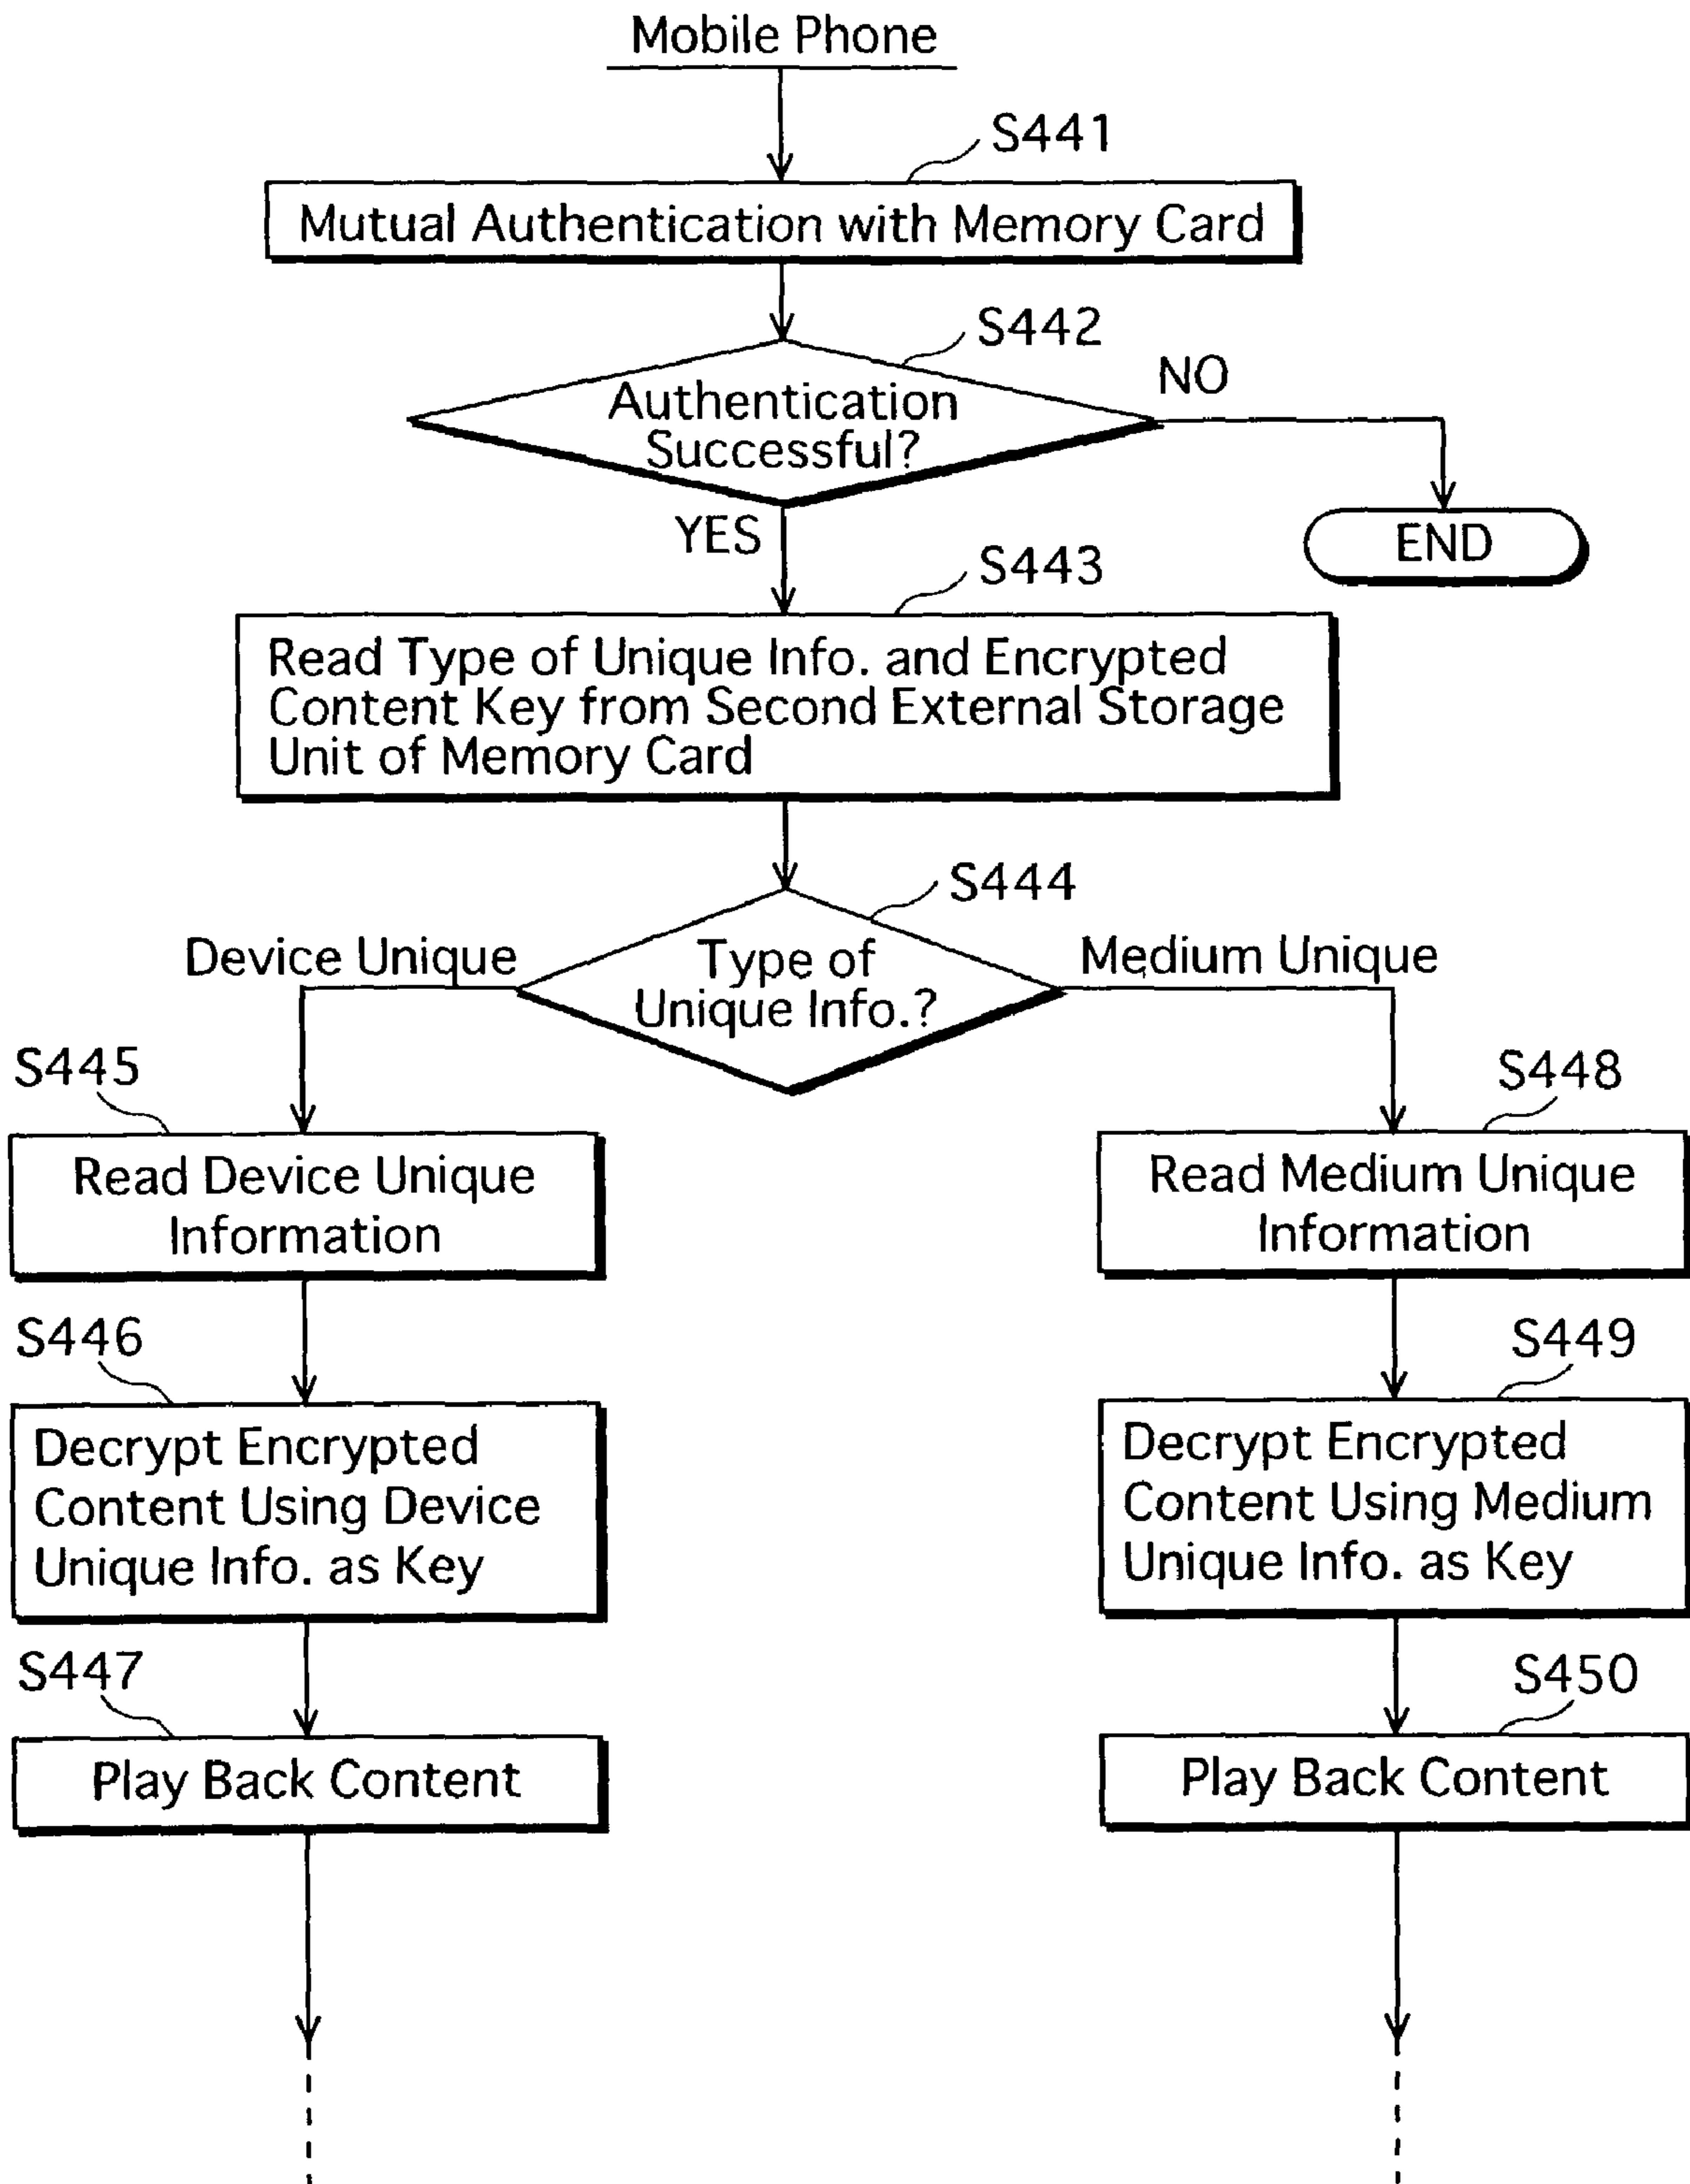 Mobile Phone
S441
Mutual Authentication with Memory Card
S442
Authentication
Successful?
NO
YES
END
S443
Read Type of Unique Info. and Encrypted
Content Key from Second External Storage
Unit of Memory Card
S444
Type of
Unique Info.?
Device Unique
Medium Unique
S445
Read Device Unique
Information
S448
Read Medium Unique
Information
S446
Decrypt Encrypted
Content Using Device
Unique Info. as Key
S449
Decrypt Encrypted
Content Using Medium
Unique Info. as Key
S447
Play Back Content
S450
Play Back Content